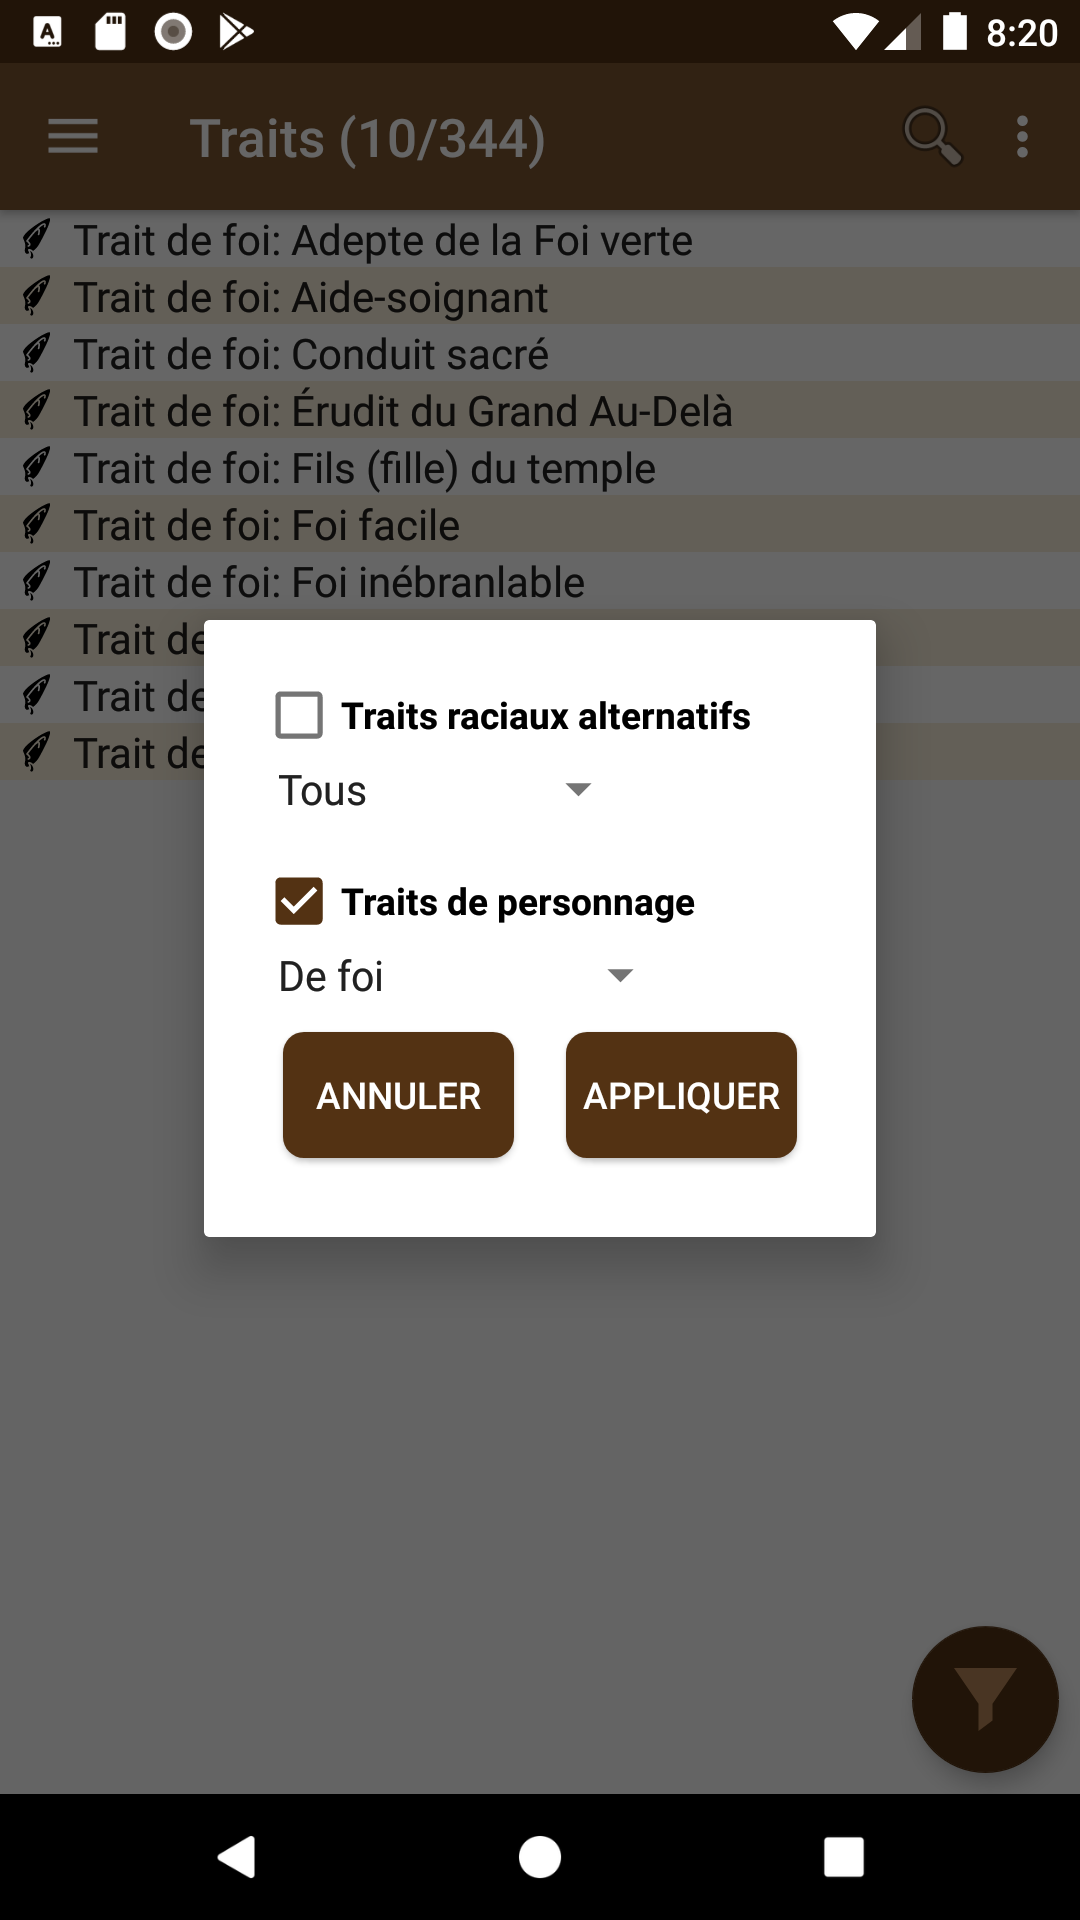 8:20
Traits (10/344)
Trait de foi: Adepte de la Foi verte
Trait de foi: Aide-soignant
Trait de foi: Conduit sacré
Trait de foi: Érudit du Grand Au-Delà
Trait de foi: Fils (fille) du temple
Trait de foi: Foi facile
Trait de foi: Foi inébranlable
Trait de
Trait de
Trait de
Traits raciaux alternatifs
Tous
Traits de personnage
De foi
ANNULER APPLIQUER